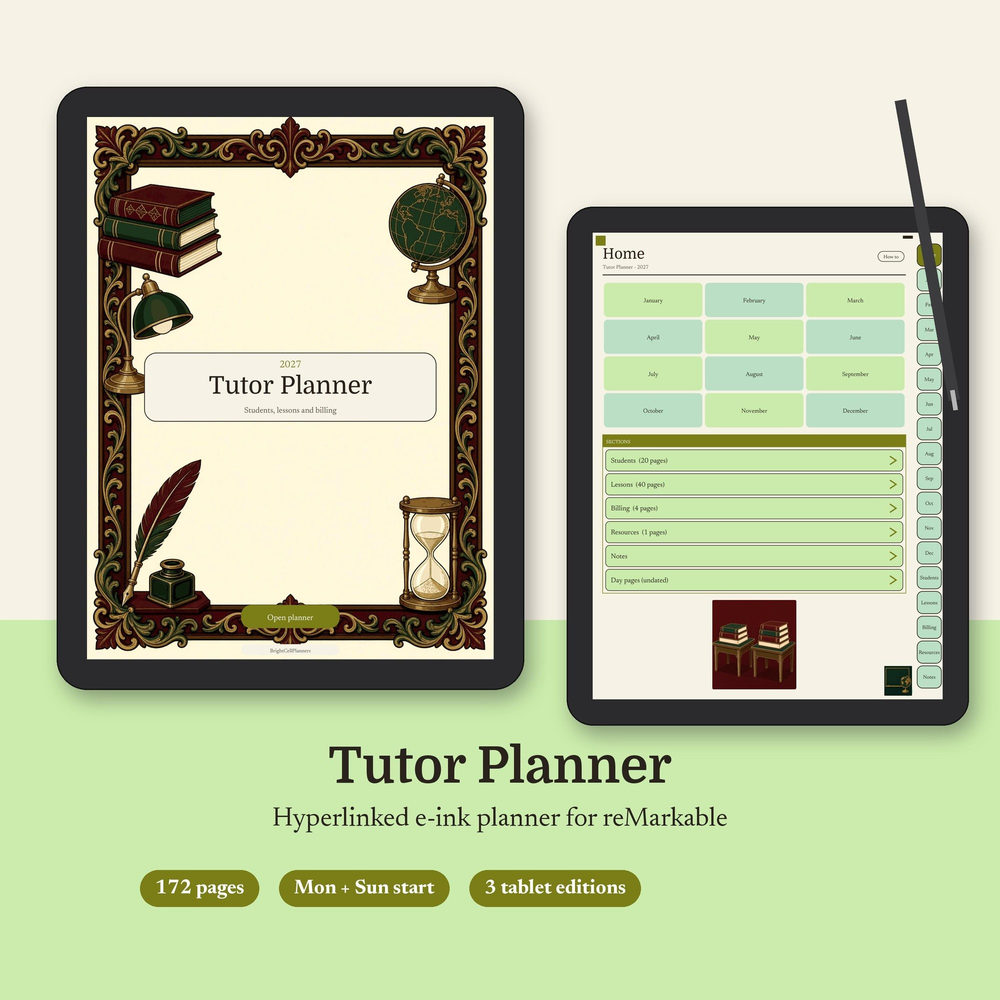 2027
Tutor Planner
Students, lessons and billing
Open planner
BrightCellPlanners
Home
Tutor Planner - 2027
How to
January
February
March
April
May
June
July
August
September
October
November
December
SECTIONS
Students (20 pages)
Lessons (40 pages)
Billing (4 pages)
Resources (1 pages)
Notes
Day pages (undated)
Mar
Apr
May
Jun
Jul
Aug
Sep
Oct
Nov
Dec
Students
Lessons
Billing
Resources
Notes
Tutor Planner
Hyperlinked e-ink planner for reMarkable
172 pages
Mon + Sun start
3 tablet editions